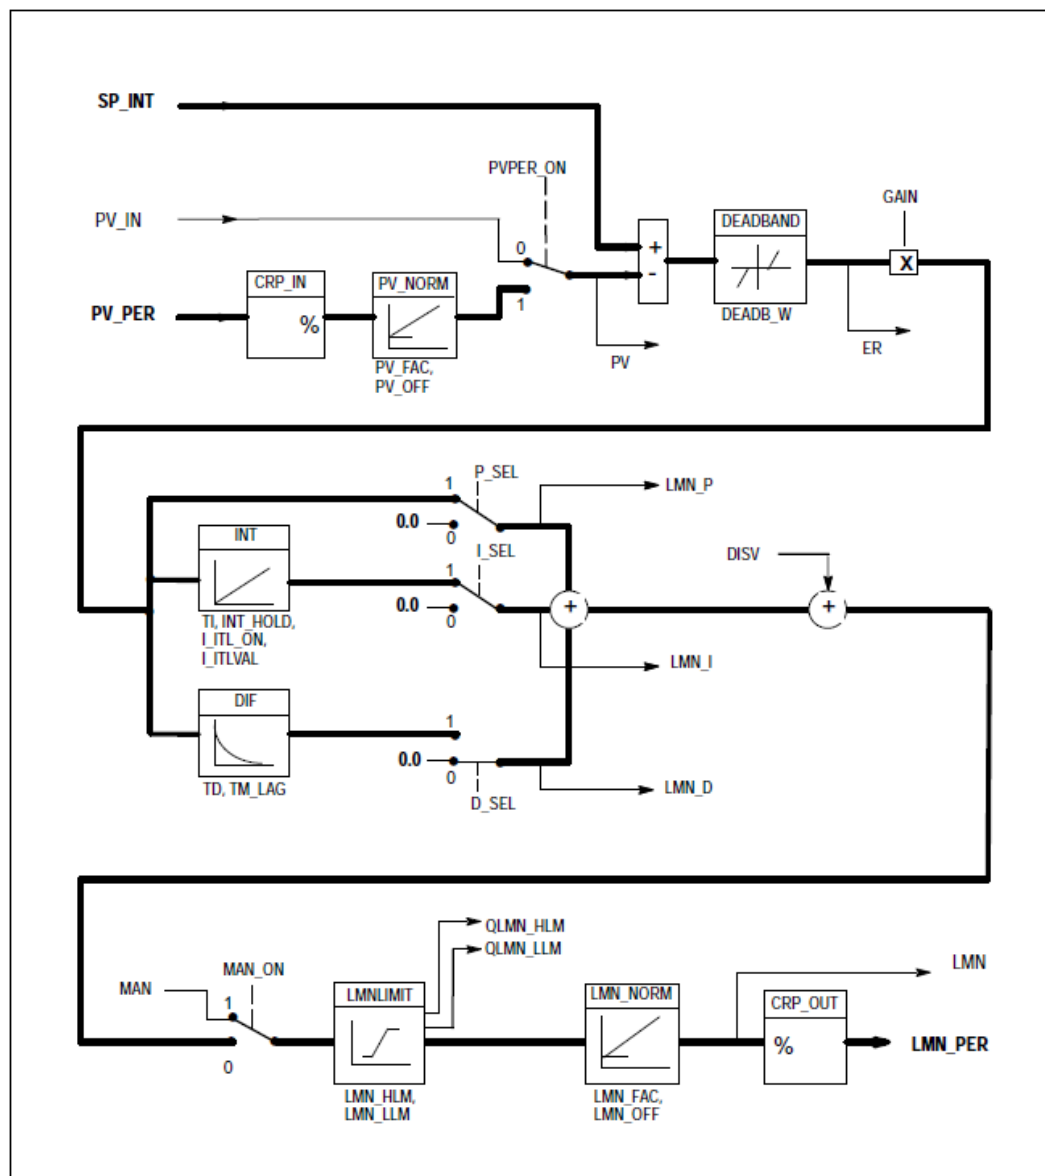 SP_INT
PVPER_ON
GAIN
PV_IN
DEADBAND
0
+
-
X
CRP_IN
PV_NORM
PV_PER
%
1
DEADB_W
ER
PV
PV_FAC,
PV_OFF
P_SEL
1
LMN_P
0.0
INT
0
I_SEL
DISV
1
0.0
+
+
0
TI, INT_HOLD,
I_ITL_ON,
I_ITLVAL
LMN_I
DIF
1
0.0
0
TD, TM_LAG
D_SEL
LMN_D
QLMN_HLM
QLMN_LLM
MAN_ON
LMN
MAN
LMNLIMIT
LMN_NORM
CRP_OUT
1
%
LMN_PER
0
LMN_HLM,
LMN_LLM
LMN_FAC,
LMN_OFF